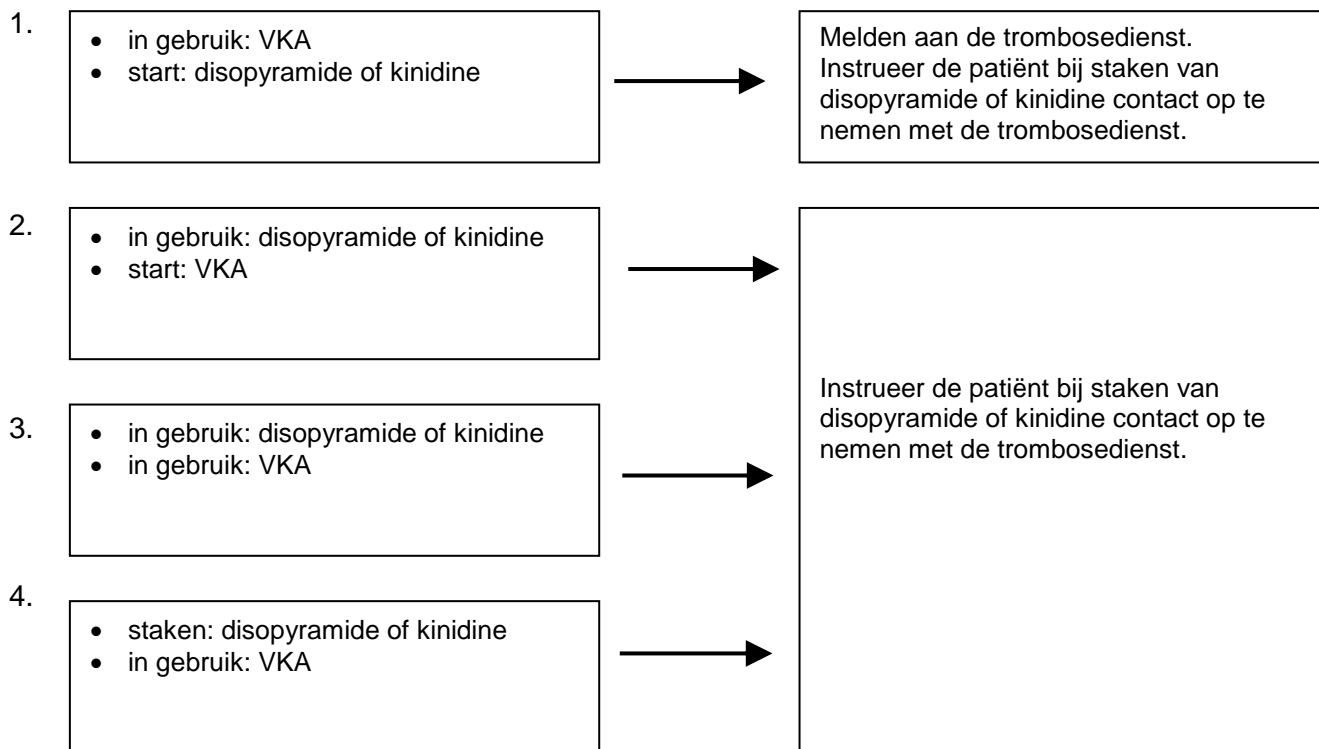 1.
• in gebruik: VKA
• start: disopyramide of kinidine
Melden aan de trombosedienst.
Instrueer de patiënt bij staken van
disopyramide of kinidine contact op te
nemen met de trombosedienst.
2.
• in gebruik: disopyramide of kinidine
• start: VKA
3.
• in gebruik: disopyramide of kinidine
• in gebruik: VKA
4.
• staken: disopyramide of kinidine
• in gebruik: VKA
Instrueer de patiënt bij staken van
disopyramide of kinidine contact op te
nemen met de trombosedienst.